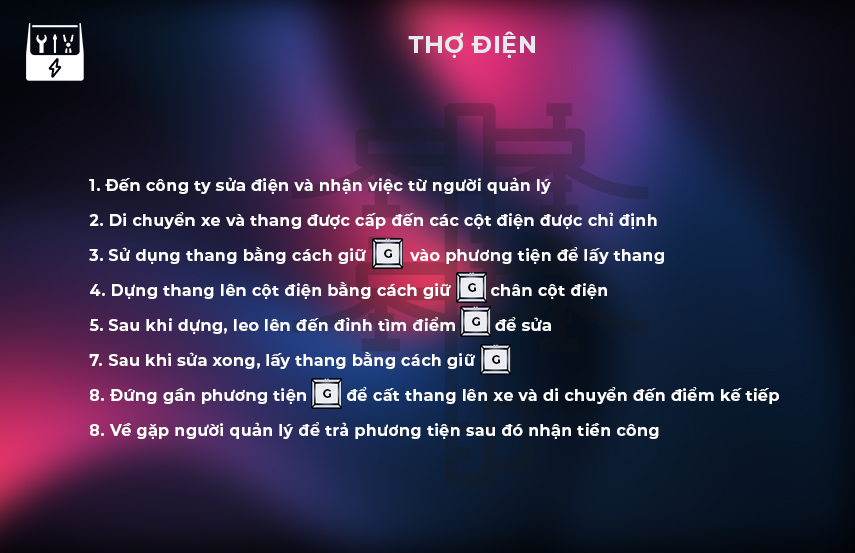 THỢ ĐIỆN
1. Đến công ty sửa điện và nhận việc từ người quản lý
2. Di chuyển xe và thang được cấp đến các cột điện được chỉ định
3. Sử dụng thang bằng cách giữ G vào phương tiện để lấy thang
4. Dựng thang lên cột điện bằng cách giữ G chân cột điện
5. Sau khi dựng, leo lên đến đỉnh tìm điểm G để sửa
7. Sau khi sửa xong, lấy thang bằng cách giữ G
8. Đứng gần phương tiện G để cất thang lên xe và di chuyển đến điểm kế tiếp
8. Về gặp người quản lý để trả phương tiện sau đó nhận tiền công